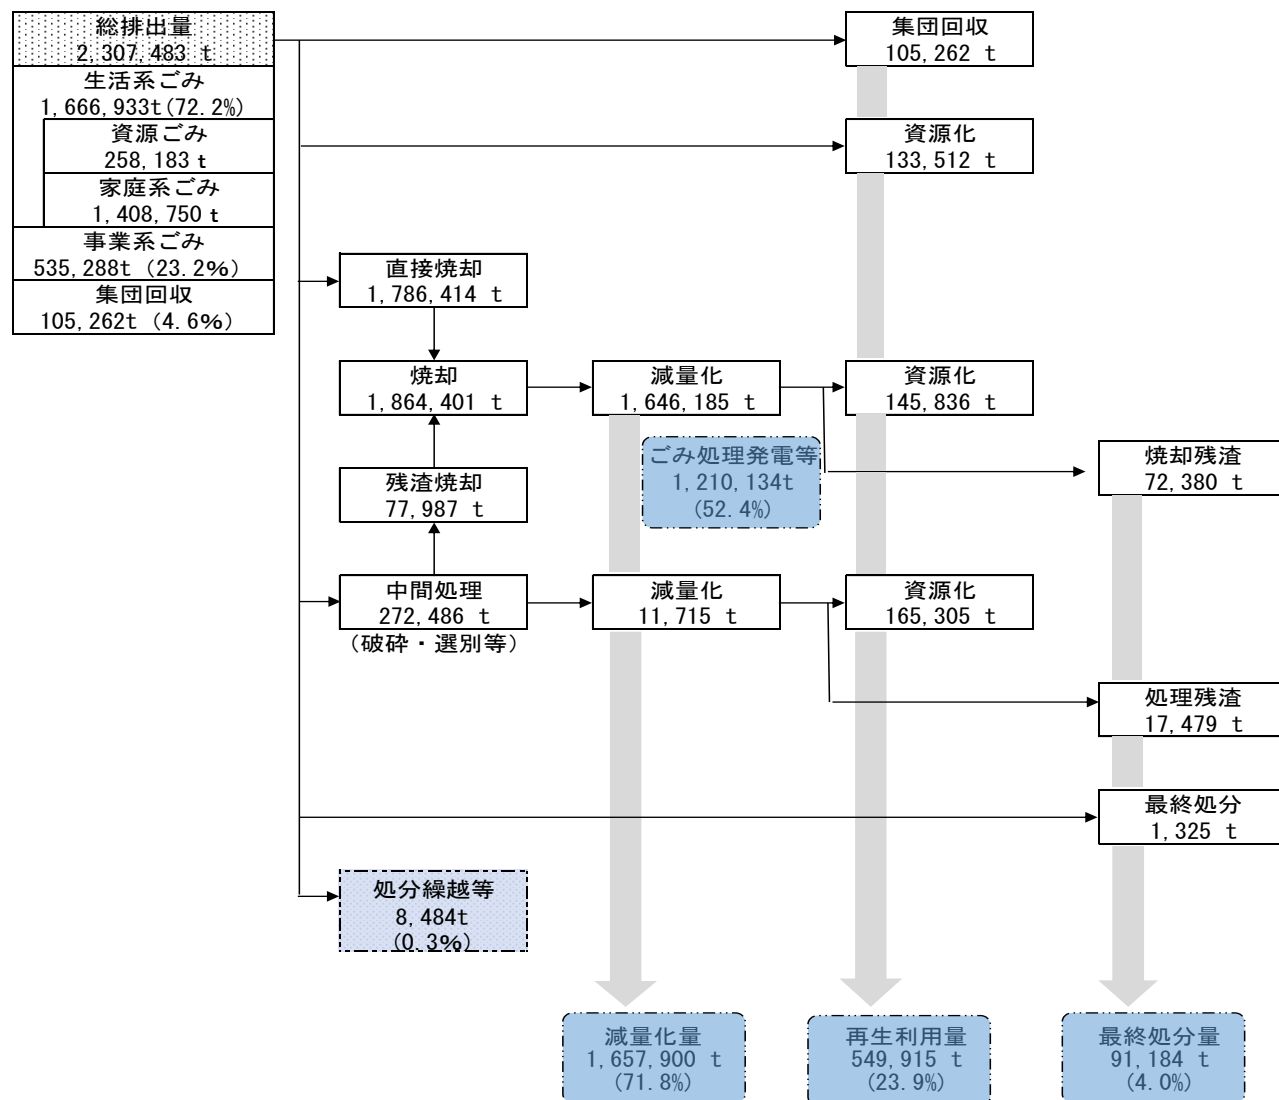 総排出量
2,307,483 t
生活系ごみ
1,666,933t(72.2%)
資源ごみ
258,183 t
家庭系ごみ
1,408,750 t
事業系ごみ
535,288t (23.2%)
集団回収
105,262t (4.6%)
集団回収
105,262 t
資源化
133,512 t
直接焼却
1,786,414 t
焼却
1,864,401 t
減量化
1,646,185 t
資源化
145,836 t
ごみ処理発電等
1,210,134t
(52.4%)
焼却残渣
72,380 t
残渣焼却
77,987 t
中間処理
272,486 t
(破砕・選別等)
減量化
11,715 t
資源化
165,305 t
処理残渣
17,479 t
最終処分
1,325 t
処分繰越等
8,484t
(0.3%)
減量化量
1,657,900 t
(71.8%)
再生利用量
549,915 t
(23.9%)
最終処分量
91,184 t
(4.0%)